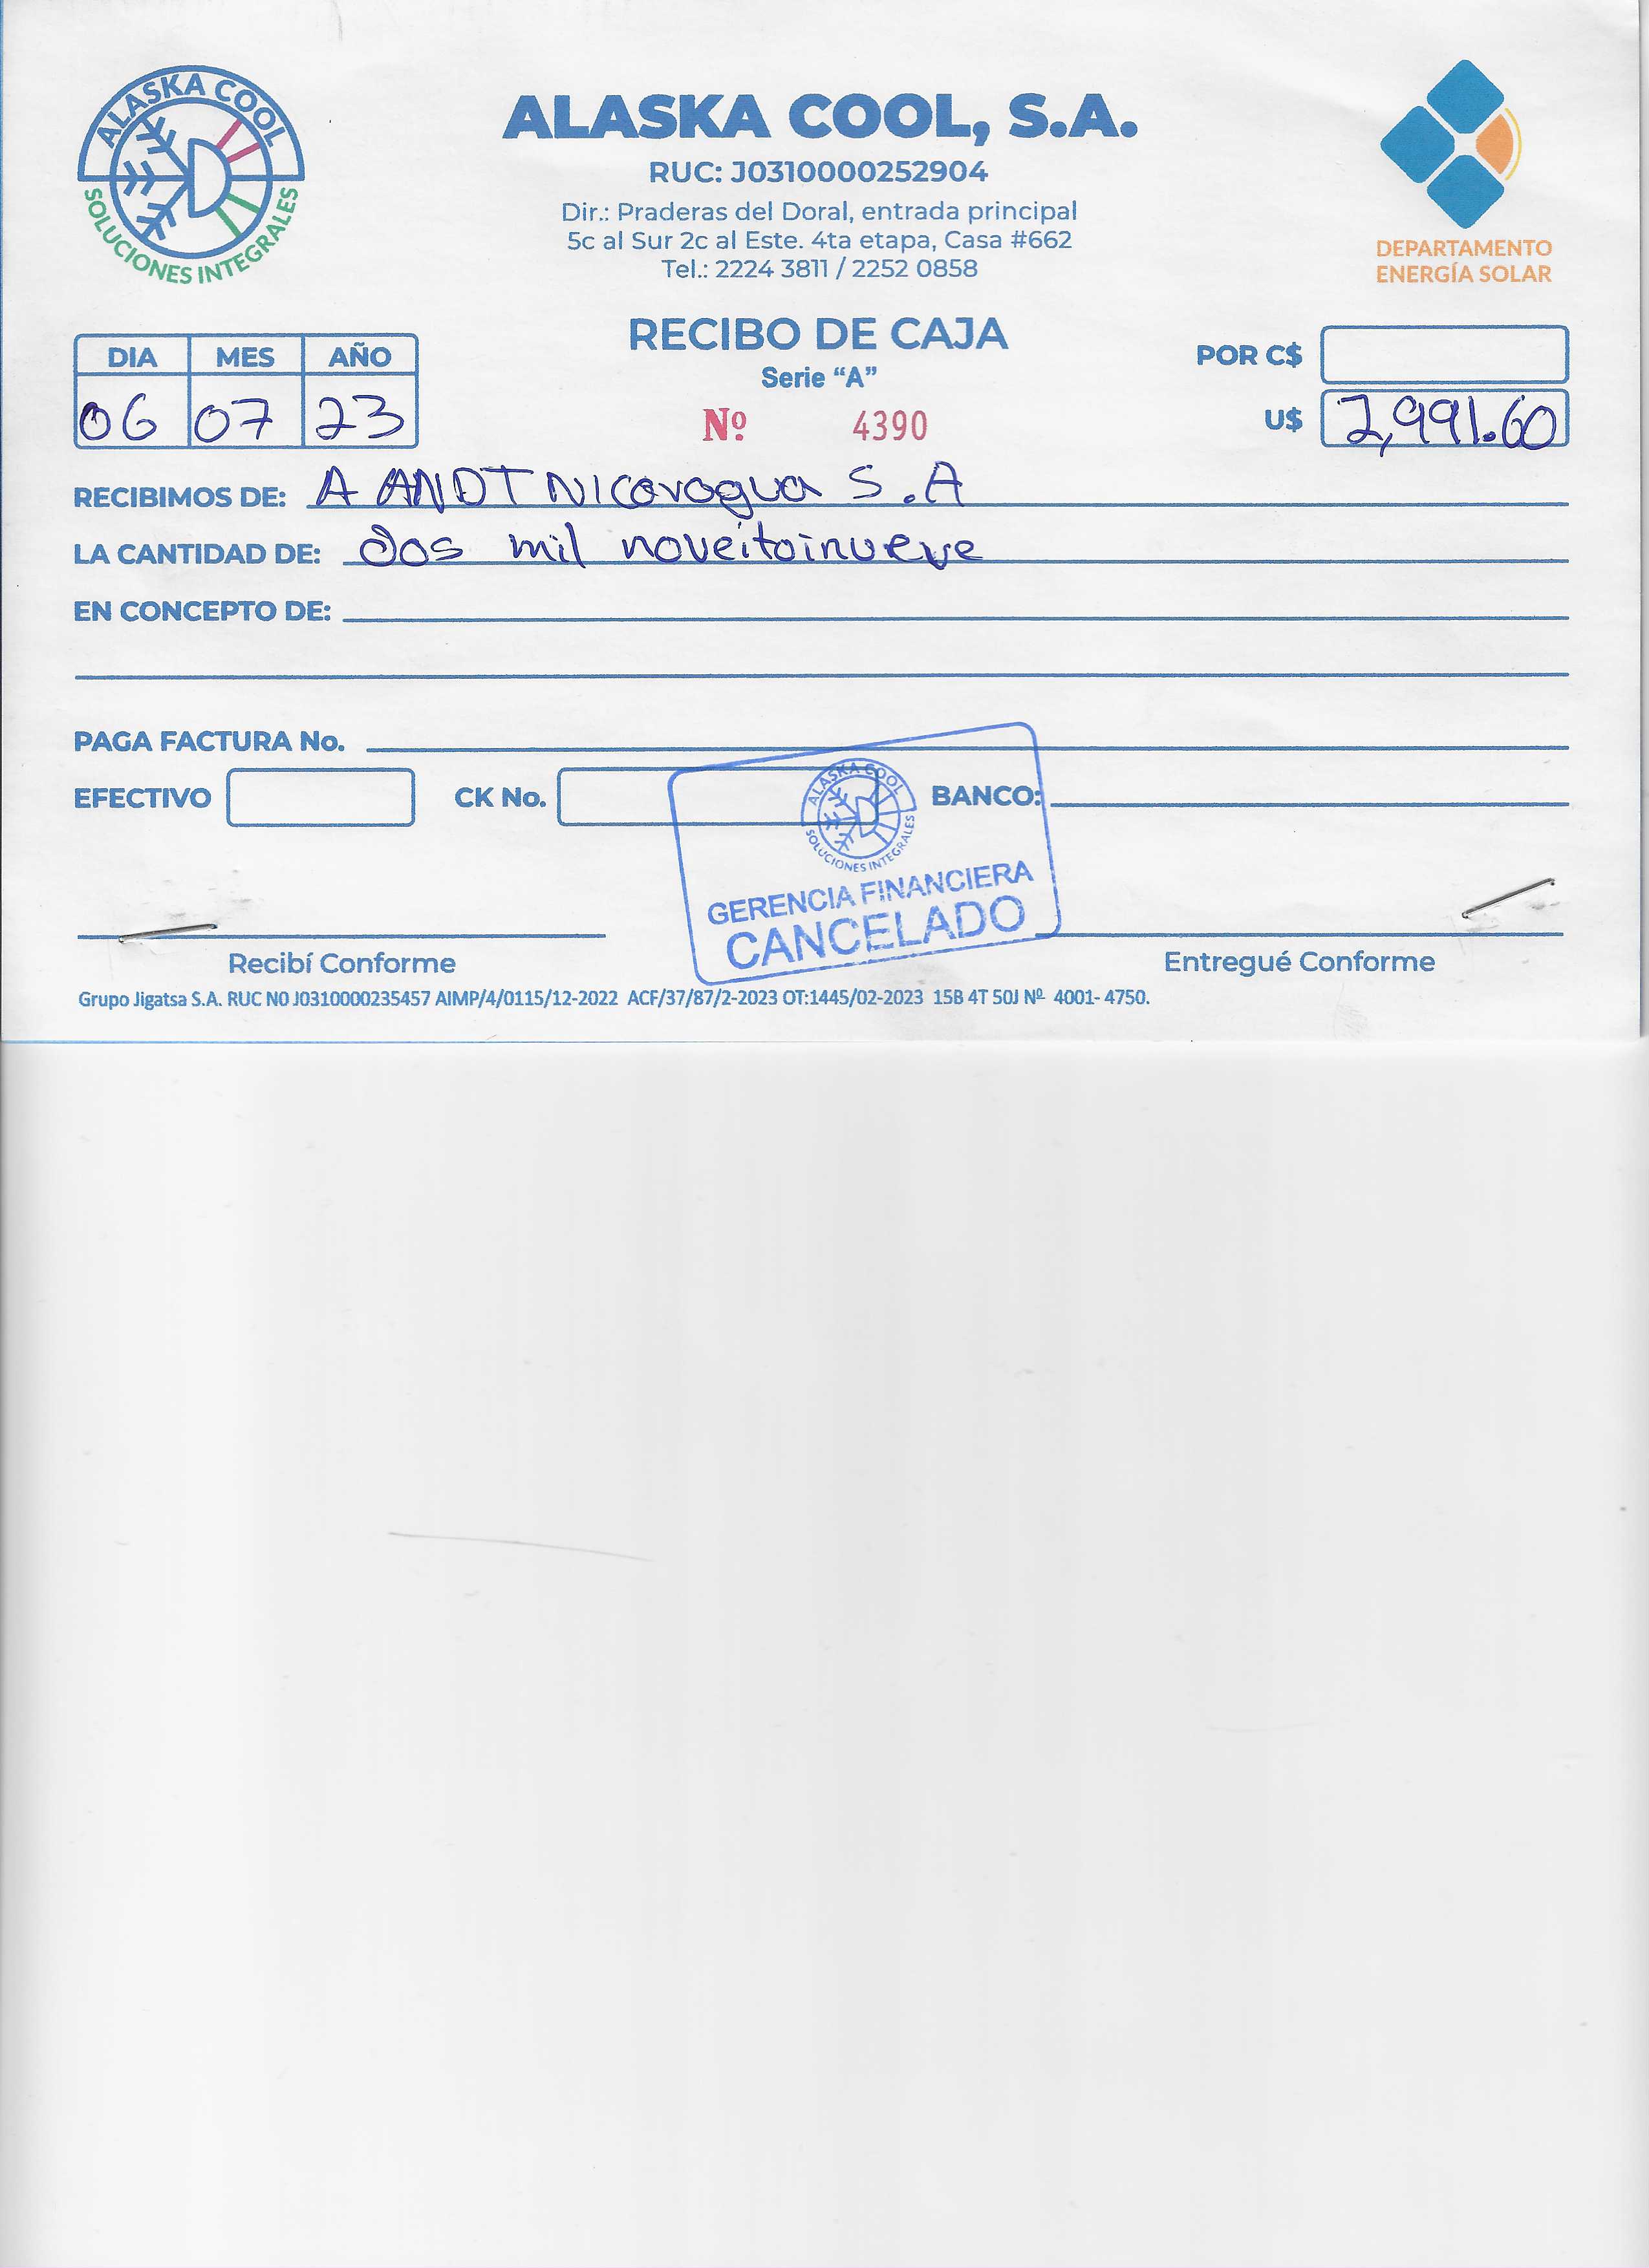 ALASKA COOL
SOLUCIONES INTEGRALES
ALASKA COOL, S.A.
RUC: J0310000252904
Dir.: Praderas del Doral, entrada principal
5c al Sur 2c al Este. 4ta etapa, Casa #662
Tel.: 2224 3811 / 2252 0858
DEPARTAMENTO
ENERGÍA SOLAR
RECIBO DE CAJA
Serie “A”
Nº 4390
DIA MES AÑO
06 07 23
POR C$
U$ 2,991.60
RECIBIMOS DE: A ANDT Nicaragua S.A
LA CANTIDAD DE: dos mil noveitoinueve
EN CONCEPTO DE:
PAGA FACTURA No.
EFECTIVO CK No. BANCO:
ALASKA COOL
SOLUCIONES INTEGRALES
GERENCIA FINANCIERA
CANCELADO
Recibí Conforme Entregué Conforme
Grupo Jigatsa S.A. RUC NO J0310000235457 AIMP/4/0115/12-2022 ACF/37/87/2-2023 OT:1445/02-2023 15B 4T 50J Nº 4001- 4750.